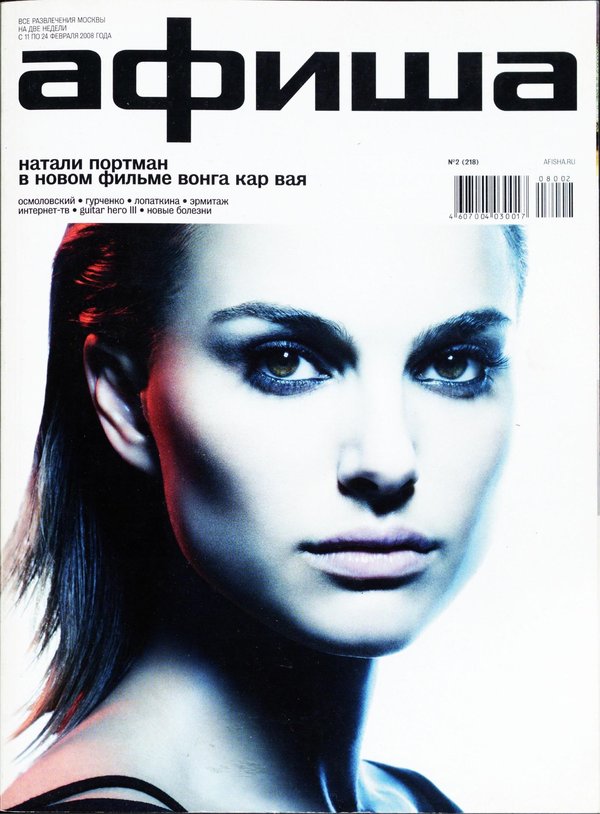 ВСЕ РАЗВЛЕЧЕНИЯ МОСКВЫ
НА ДВЕ НЕДЕЛИ
С 11 ПО 24 ФЕВРАЛЯ 2008 ГОДА
афиша
натали портман
в новом фильме вонга кар вая
осмоловский • гурченко • лопаткина • эрмитаж
интернет-тв • guitar hero III • новые болезни
№2 (218)
AFISHA.RU
08002
4 607004 030017